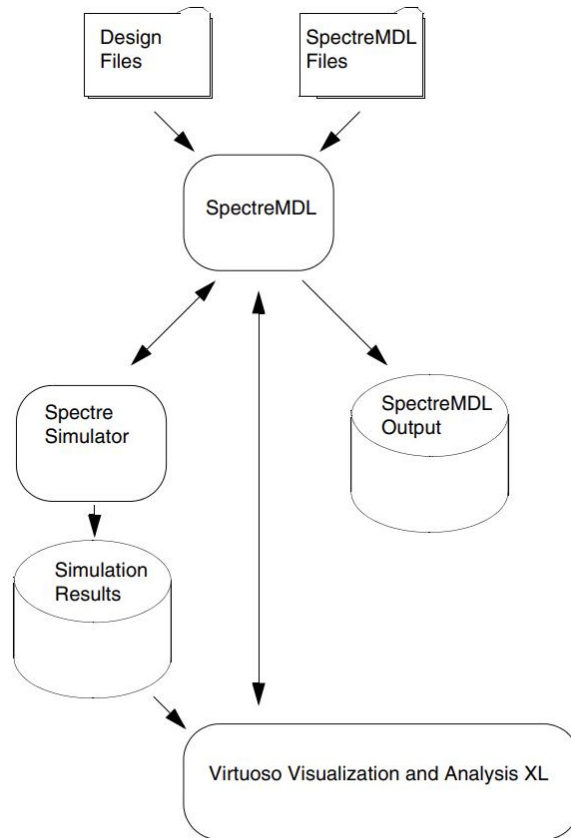 Design
Files
SpectreMDL
Files
SpectreMDL
Spectre
Simulator
SpectreMDL
Output
Simulation
Results
Virtuoso Visualization and Analysis XL